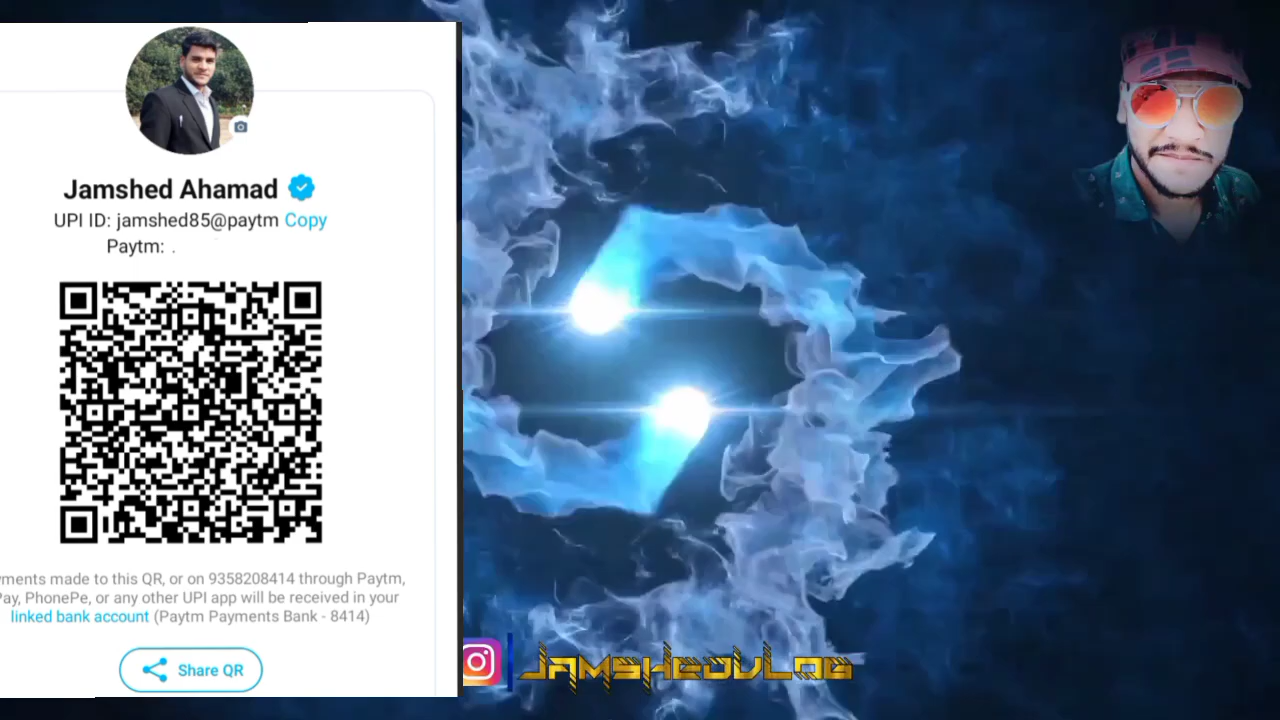 Jamshed Ahamad
UPI ID: jamshed85@paytm Copy
Paytm: .
yments made to this QR, or on 9358208414 through Paytm,
Pay, PhonePe, or any other UPI app will be received in your
linked bank account (Paytm Payments Bank - 8414)
Share QR
JAMSHEDVLOG